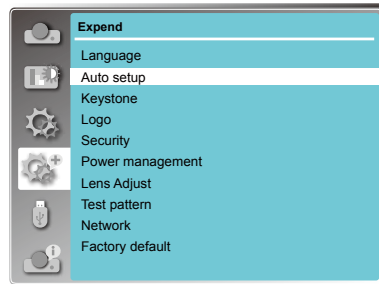 Expend
Language
Auto setup
Keystone
Logo
Security
Power management
Lens Adjust
Test pattern
Network
Factory default